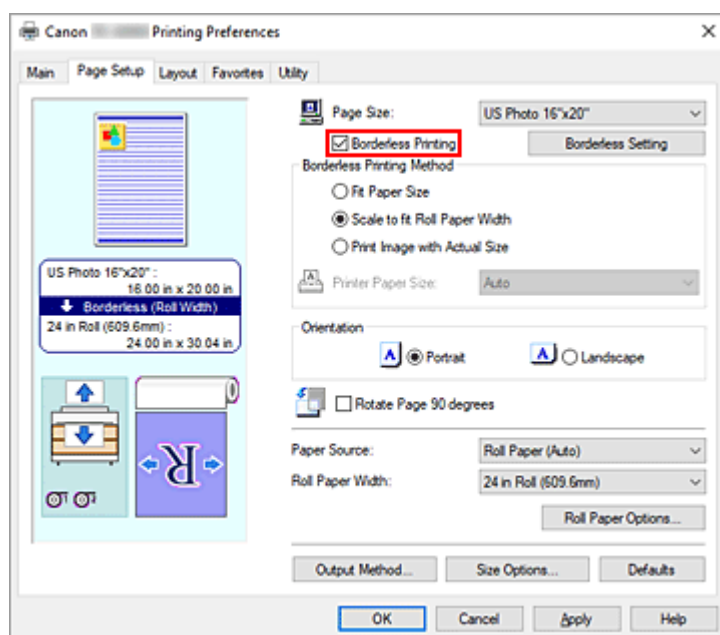 Canon Printing Preferences
Main Page Setup Layout Favorites Utility
Page Size: US Photo 16"x20"
Borderless Printing Borderless Setting
Borderless Printing Method
Fit Paper Size
Scale to fit Roll Paper Width
Print Image with Actual Size
Printer Paper Size: Auto
US Photo 16"x20" :
16.00 in x 20.00 in
Borderless (Roll Width)
24 in Roll (609.6mm) :
24.00 in x 30.04 in
Orientation
A Portrait A Landscape
Rotate Page 90 degrees
Paper Source: Roll Paper (Auto)
Roll Paper Width: 24 in Roll (609.6mm)
Roll Paper Options...
Output Method... Size Options... Defaults
OK Cancel Apply Help